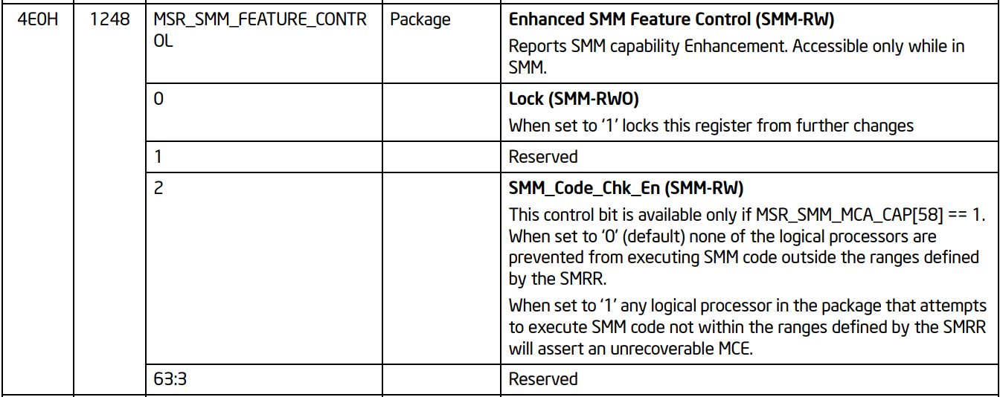 4E0H 1248 MSR_SMM_FEATURE_CONTR Package Enhanced SMM Feature Control (SMM-RW)
OL Reports SMM capability Enhancement. Accessible only while in
SMM.
0 Lock (SMM-RWO)
When set to ‘1’ locks this register from further changes
1 Reserved
2 SMM_Code_Chk_En (SMM-RW)
This control bit is available only if MSR_SMM_MCA_CAP[58] == 1.
When set to ‘0’ (default) none of the logical processors are
prevented from executing SMM code outside the ranges defined
by the SMRR.
When set to ‘1’ any logical processor in the package that attempts
to execute SMM code not within the ranges defined by the SMRR
will assert an unrecoverable MCE.
63:3 Reserved